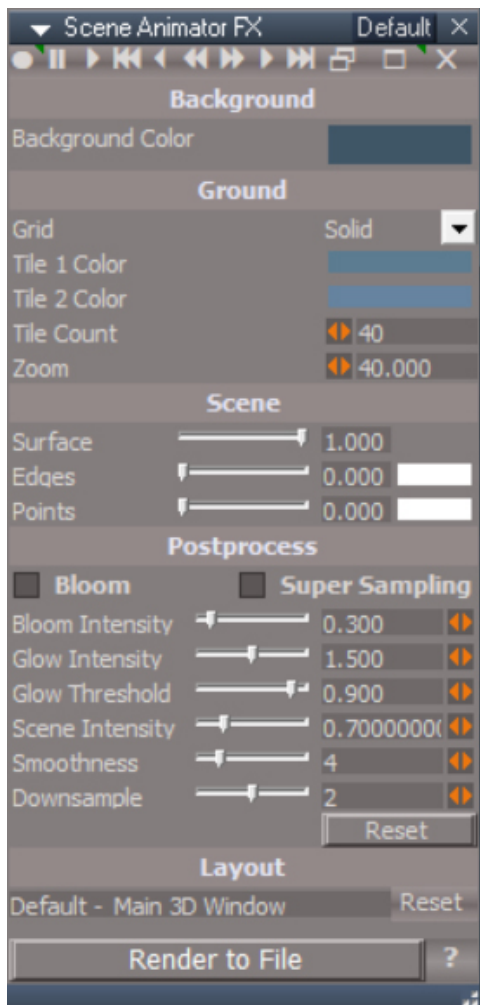 Scene Animator FX Default
Background
Background Color
Ground
Grid Solid
Tile 1 Color
Tile 2 Color
Tile Count 40
Zoom 40.000
Scene
Surface 1.000
Edges 0.000
Points 0.000
Postprocess
Bloom Super Sampling
Bloom Intensity 0.300
Glow Intensity 1.500
Glow Threshold 0.900
Scene Intensity 0.7000000(
Smoothness 4
Downsample 2
Reset
Layout
Default - Main 3D Window Reset
Render to File ?